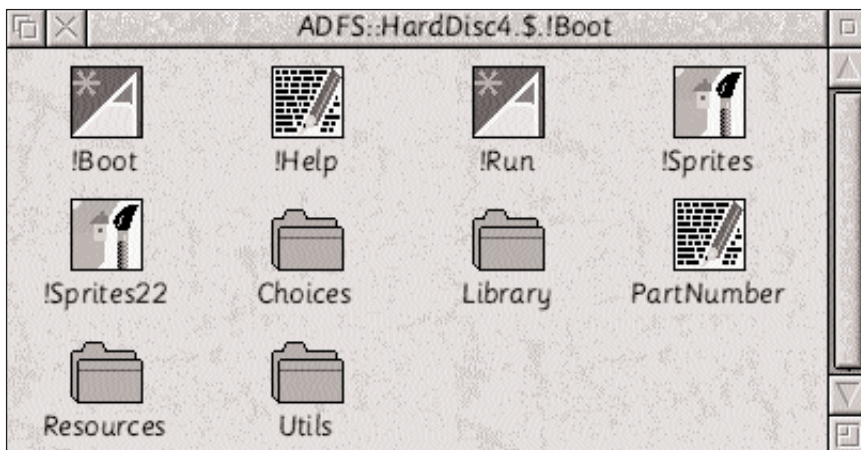 ADFS::HardDisc4.$.!Boot
!Boot !Help !Run !Sprites
!Sprites22 Choices Library PartNumber
Resources Utils